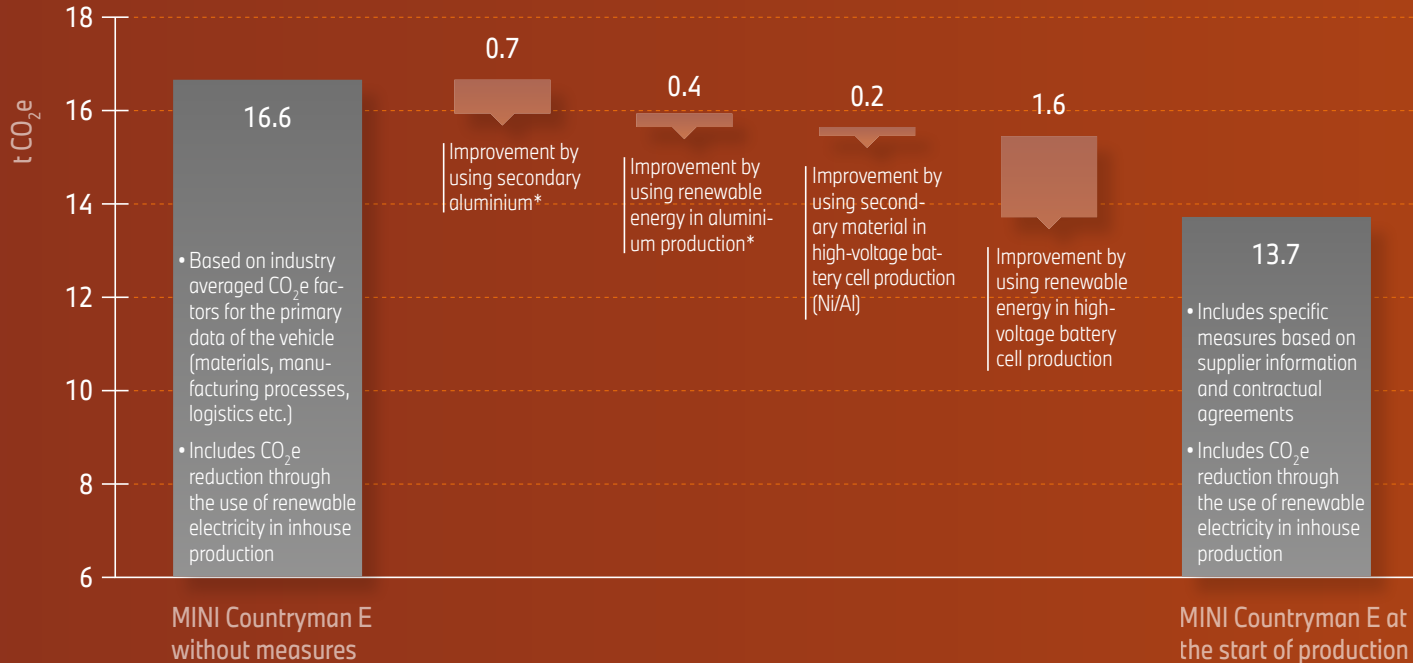 t CO2e
18
16
14
12
10
8
6
16.6
• Based on industry
averaged CO2e fac-
tors for the primary
data of the vehicle
(materials, manu-
facturing processes,
logistics etc.)
• Includes CO2e
reduction through
the use of renewable
electricity in inhouse
production
MINI Countryman E
without measures
0.7
Improvement by
using secondary
aluminium*
0.4
Improvement by
using renewable
energy in alumini-
um production*
0.2
Improvement by
using second-
ary material in
high-voltage bat-
tery cell production
(Ni/Al)
1.6
Improvement by
using renewable
energy in high-
voltage battery
cell production
13.7
• Includes specific
measures based on
supplier information
and contractual
agreements
• Includes CO2e
reduction through
the use of renewable
electricity in inhouse
production
MINI Countryman E at
the start of production